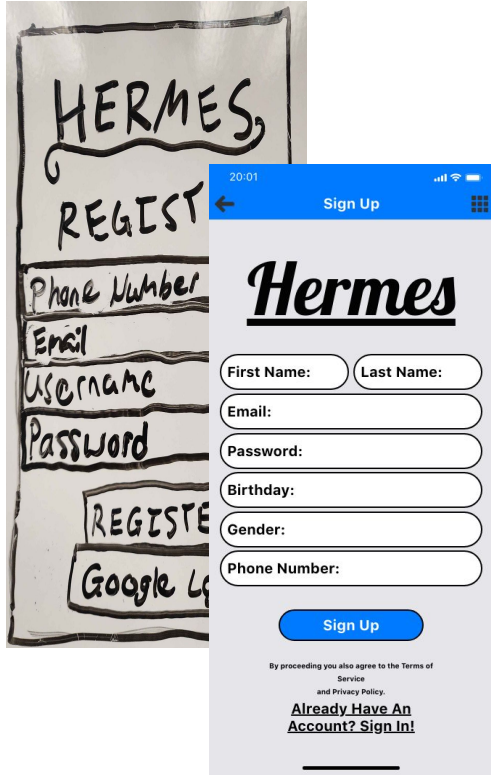 HERMES
REGIST
Phone Number
Email
Username
Password
REGISTE
Google Lo
20:01
Sign Up
Hermes
First Name: Last Name:
Email:
Password:
Birthday:
Gender:
Phone Number:
Sign Up
By proceeding you also agree to the Terms of
Service
and Privacy Policy.
Already Have An
Account? Sign In!